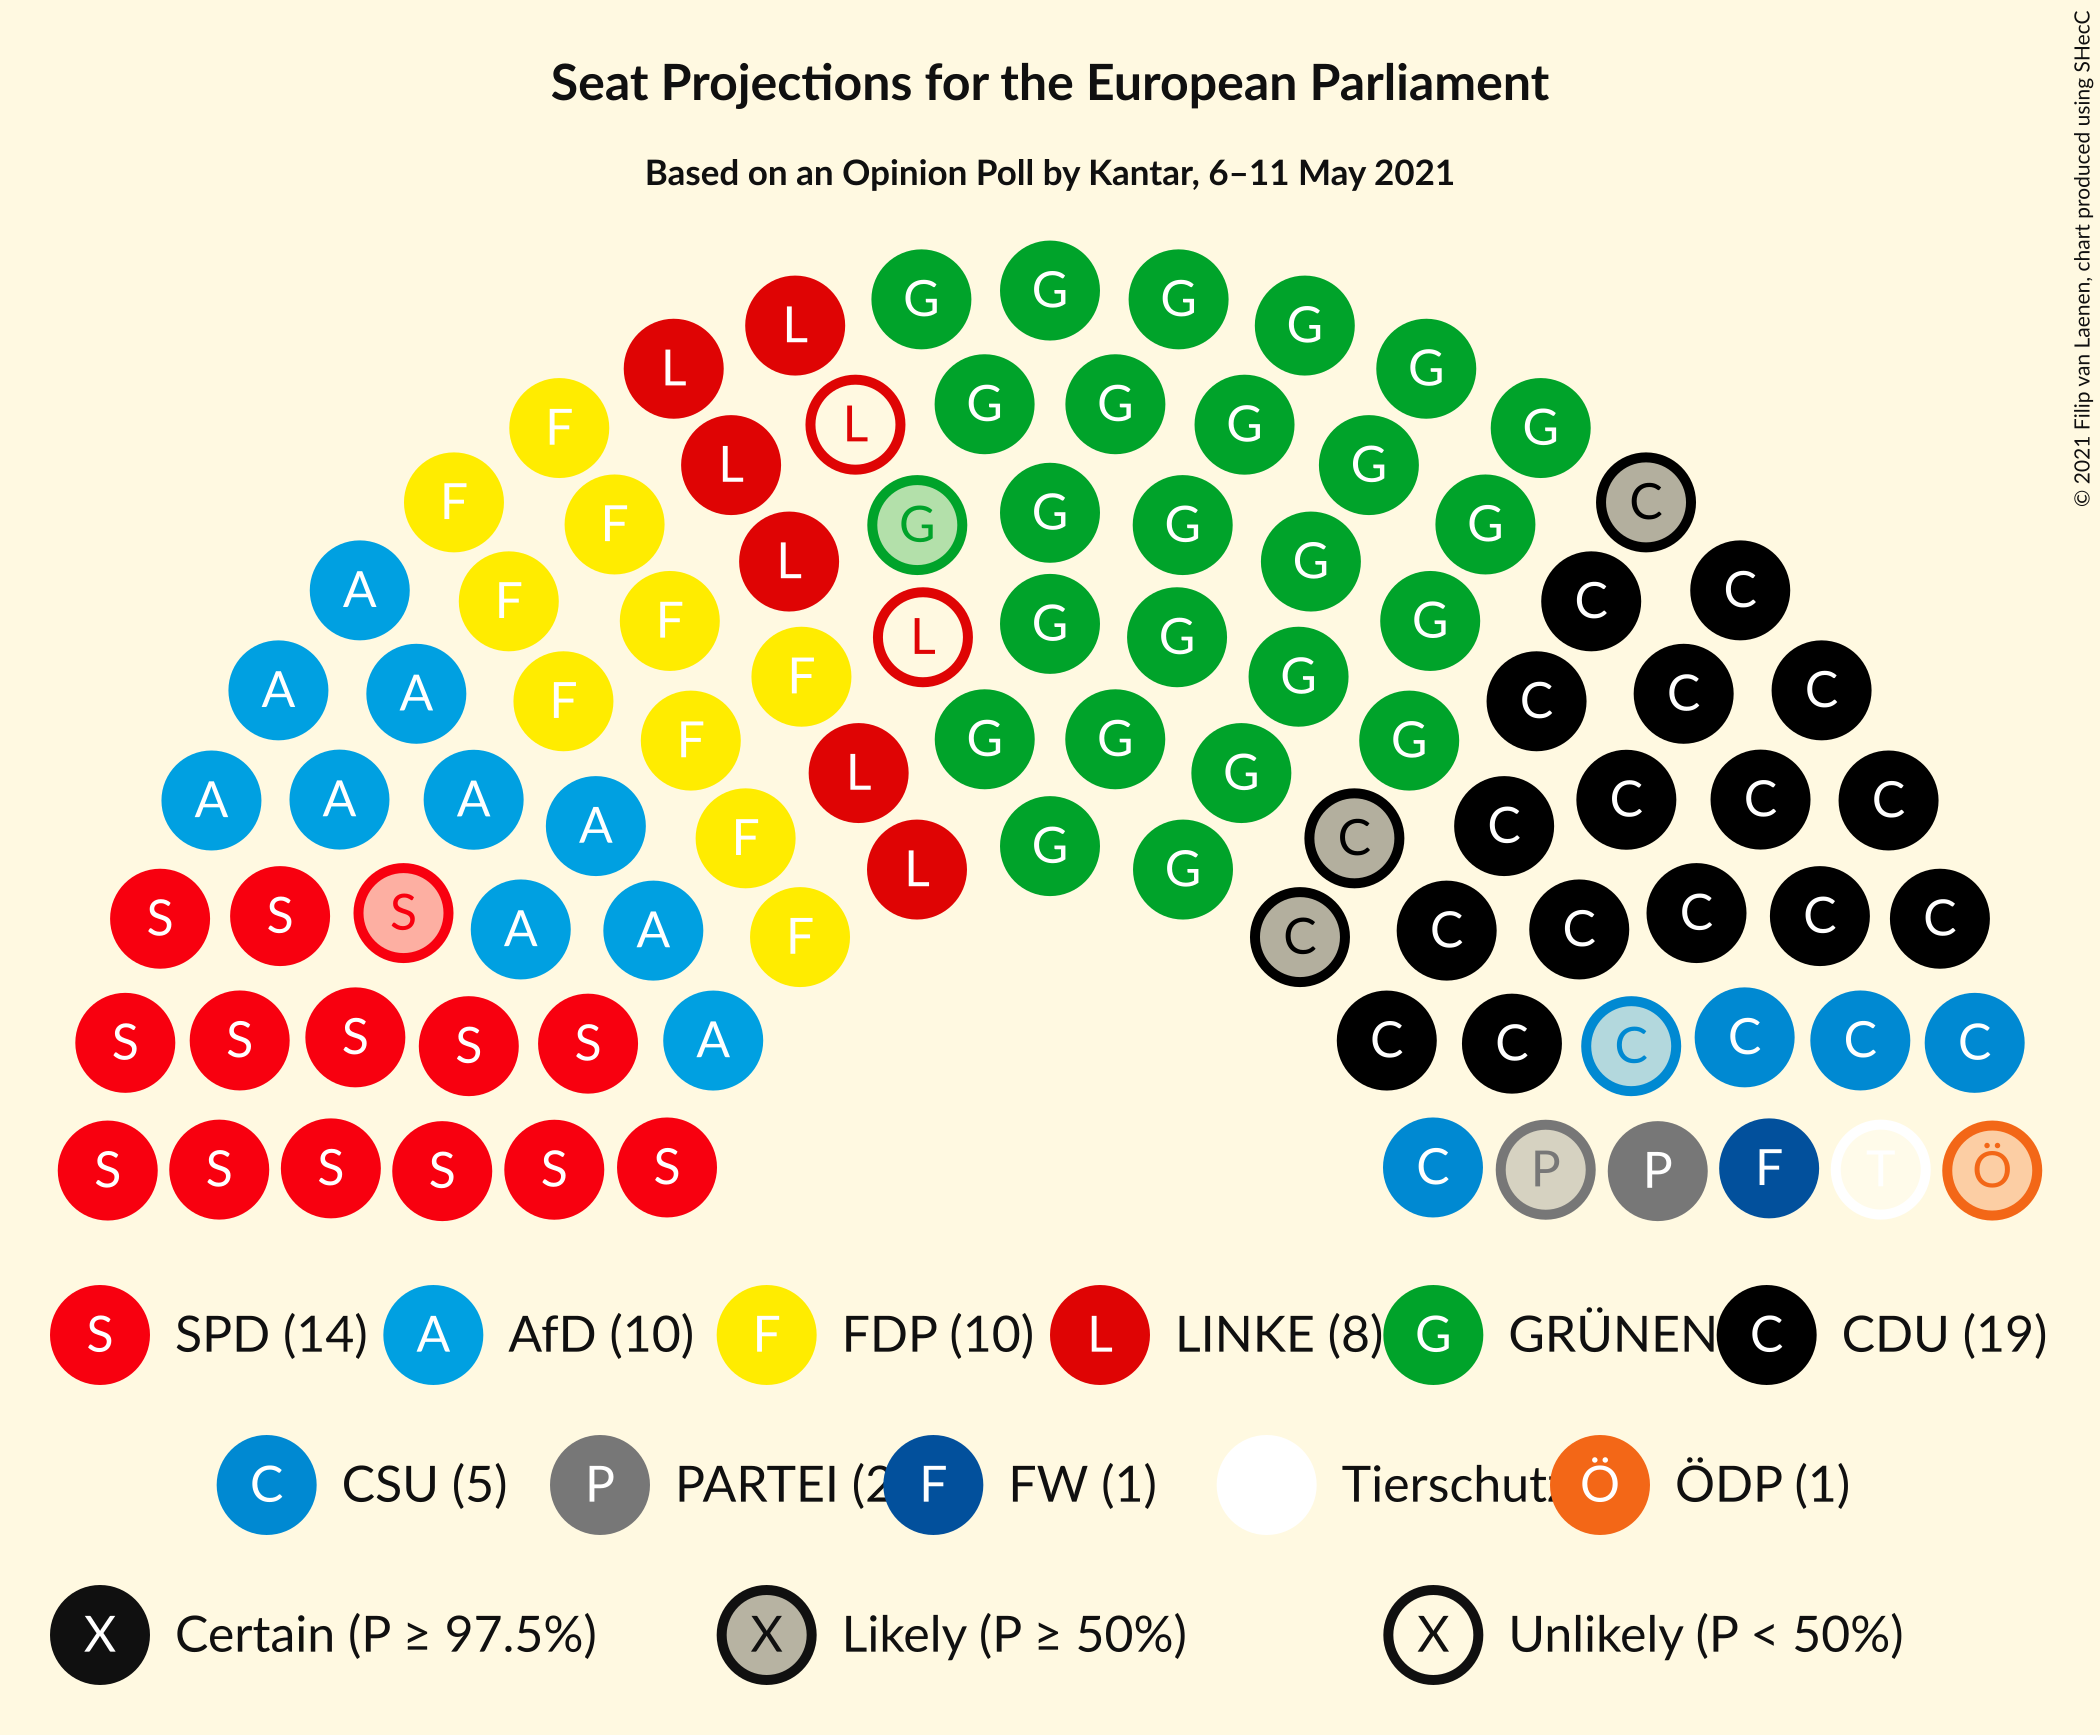 Seat Projections for the European Parliament
Based on an Opinion Poll by Kantar, 6–11 May 2021
© 2021 Filip van Laenen, chart produced using SHecC
G G G G G
L L G G
F L G G G G G
F L G G G C
F L G G G C
A F L G G G C
A A F F F L G G G G C C C
A A A A F F L G G G C C C C C
S S S A A F F L L G G C C C C C C C C
S S S S S A C C C C C C
S S S S S S C P P F T Ö
S SPD (14) A AfD (10) F FDP (10) L LINKE (8) G GRÜNEN C CDU (19)
C CSU (5) P PARTEI (2 F FW (1) Tierschutz Ö ÖDP (1)
X Certain (P ≥ 97.5%) X Likely (P ≥ 50%) X Unlikely (P < 50%)